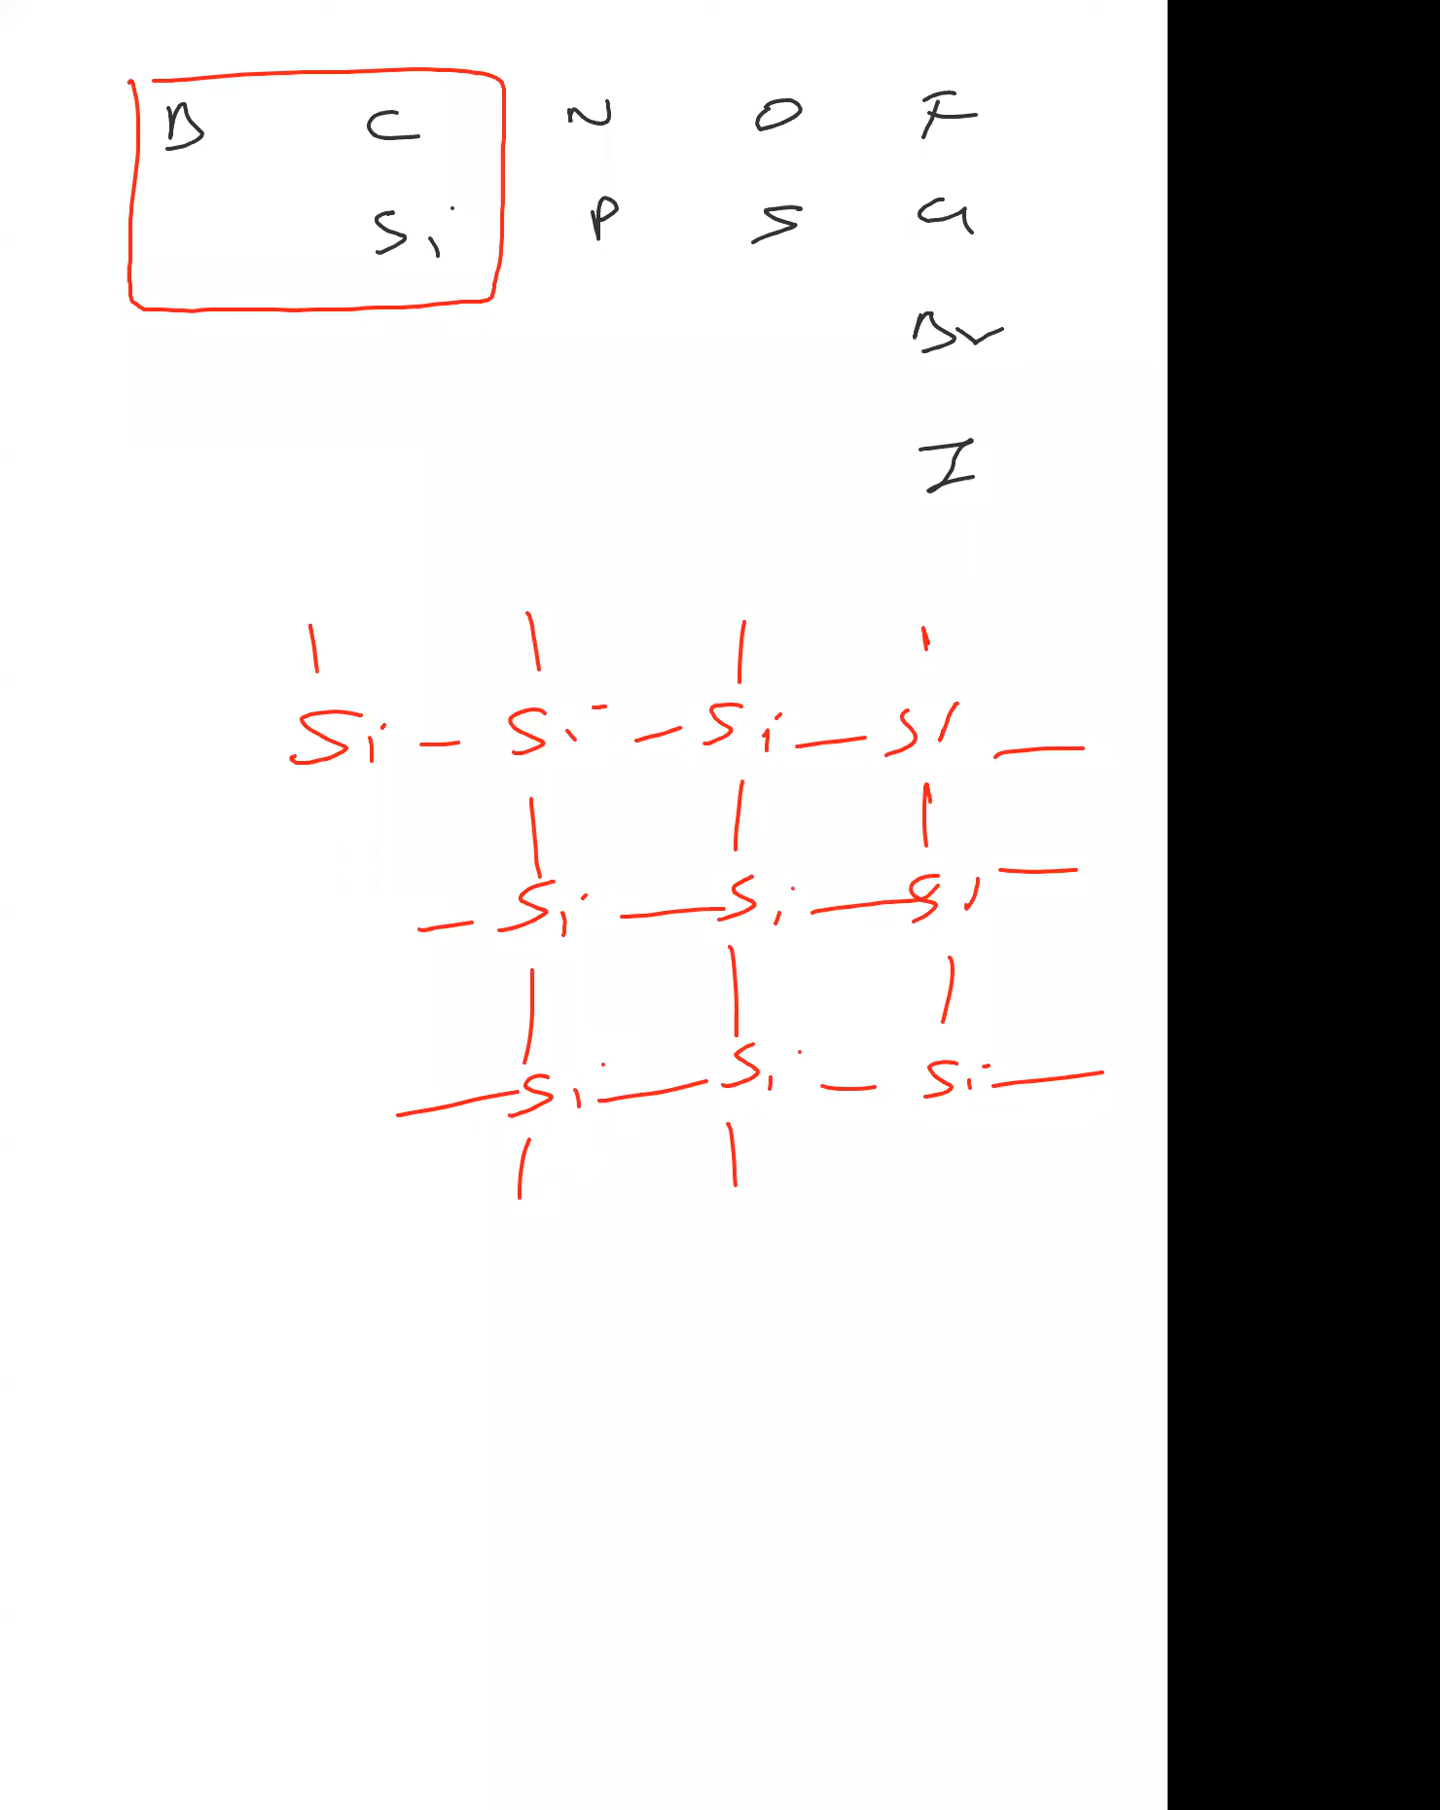 B C N O F
Si P S Cl
Br
I
Si - Si - Si - Si -
- Si - Si - Si -
- Si - Si - Si -